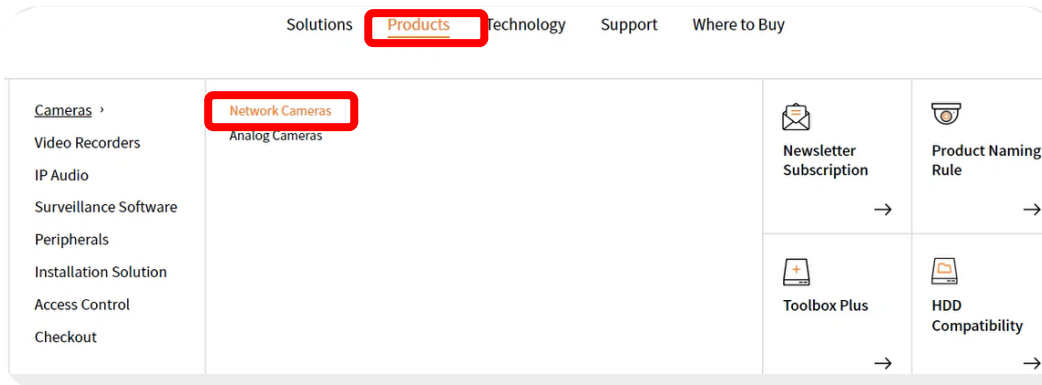 Solutions Products Technology Support Where to Buy
Cameras ›
Video Recorders
IP Audio
Surveillance Software
Peripherals
Installation Solution
Access Control
Checkout
Network Cameras
Analog Cameras
Newsletter
Subscription
Product Naming
Rule
Toolbox Plus
HDD
Compatibility